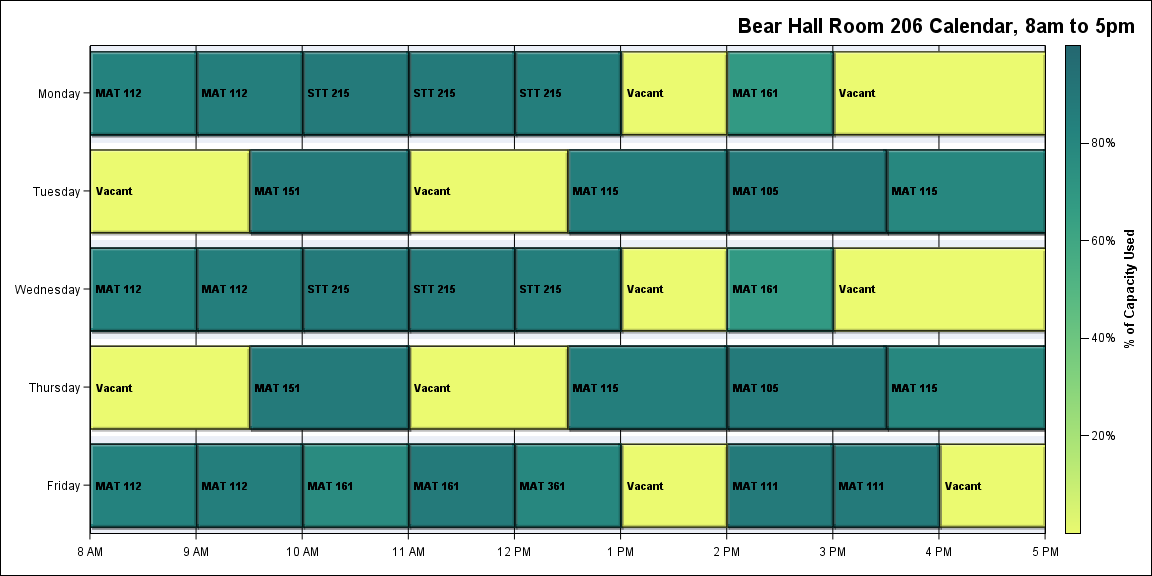 Bear Hall Room 206 Calendar, 8am to 5pm
Monday
MAT 112
MAT 112
STT 215
STT 215
STT 215
Vacant
MAT 161
Vacant
Tuesday
Vacant
MAT 151
Vacant
MAT 115
MAT 105
MAT 115
Wednesday
MAT 112
MAT 112
STT 215
STT 215
STT 215
Vacant
MAT 161
Vacant
Thursday
Vacant
MAT 151
Vacant
MAT 115
MAT 105
MAT 115
Friday
MAT 112
MAT 112
MAT 161
MAT 161
MAT 361
Vacant
MAT 111
MAT 111
Vacant
8 AM
9 AM
10 AM
11 AM
12 PM
1 PM
2 PM
3 PM
4 PM
5 PM
80%
60%
40%
20%
% of Capacity Used